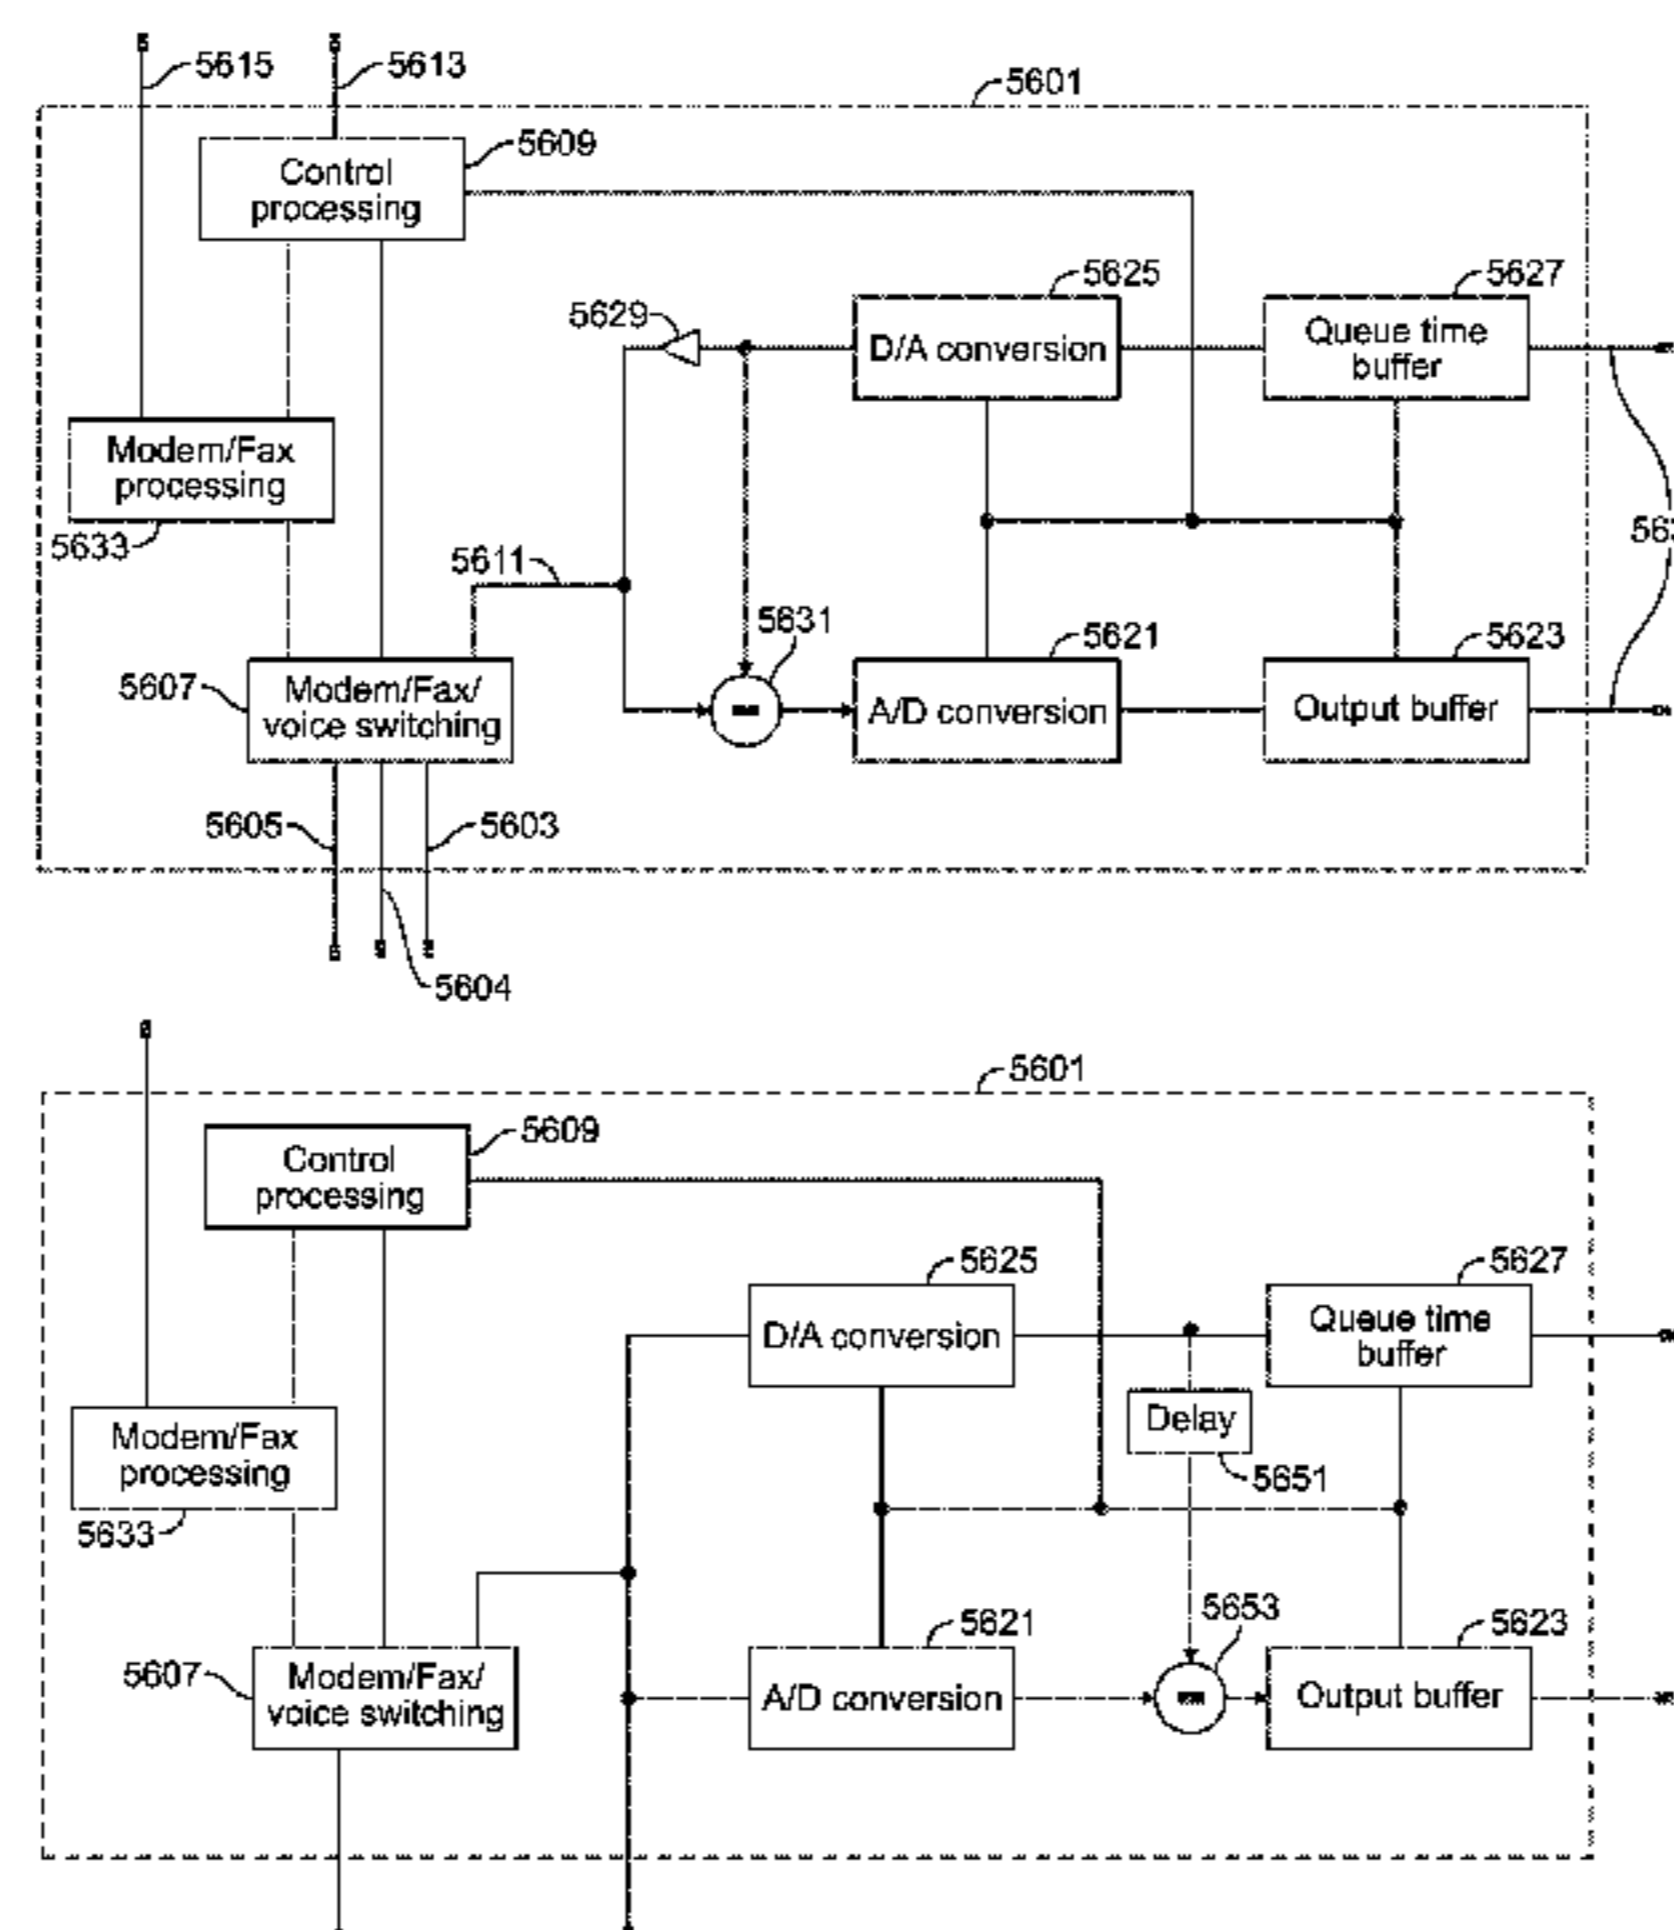 5615
5613
5601
5609
Control
processing
5629
5625
D/A conversion
5627
Queue time
buffer
Modem/Fax
processing
5633
5611
5631
5621
A/D conversion
5623
Output buffer
5607
Modem/Fax/
voice switching
5605
5603
5604
5601
5609
Control
processing
5625
D/A conversion
5627
Queue time
buffer
Delay
5651
Modem/Fax
processing
5633
5621
A/D conversion
5653
5623
Output buffer
5607
Modem/Fax/
voice switching